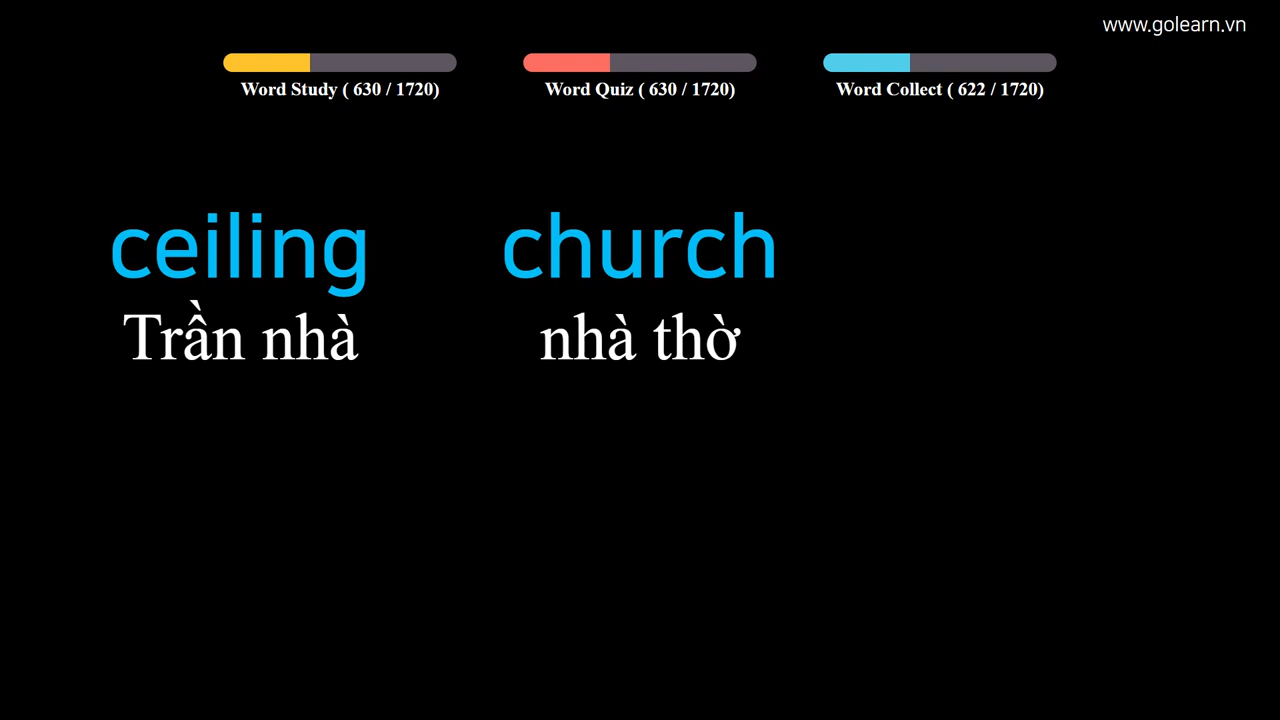 www.golearn.vn
Word Study ( 630 / 1720)
Word Quiz ( 630 / 1720)
Word Collect ( 622 / 1720)
ceiling
Trần nhà
church
nhà thờ